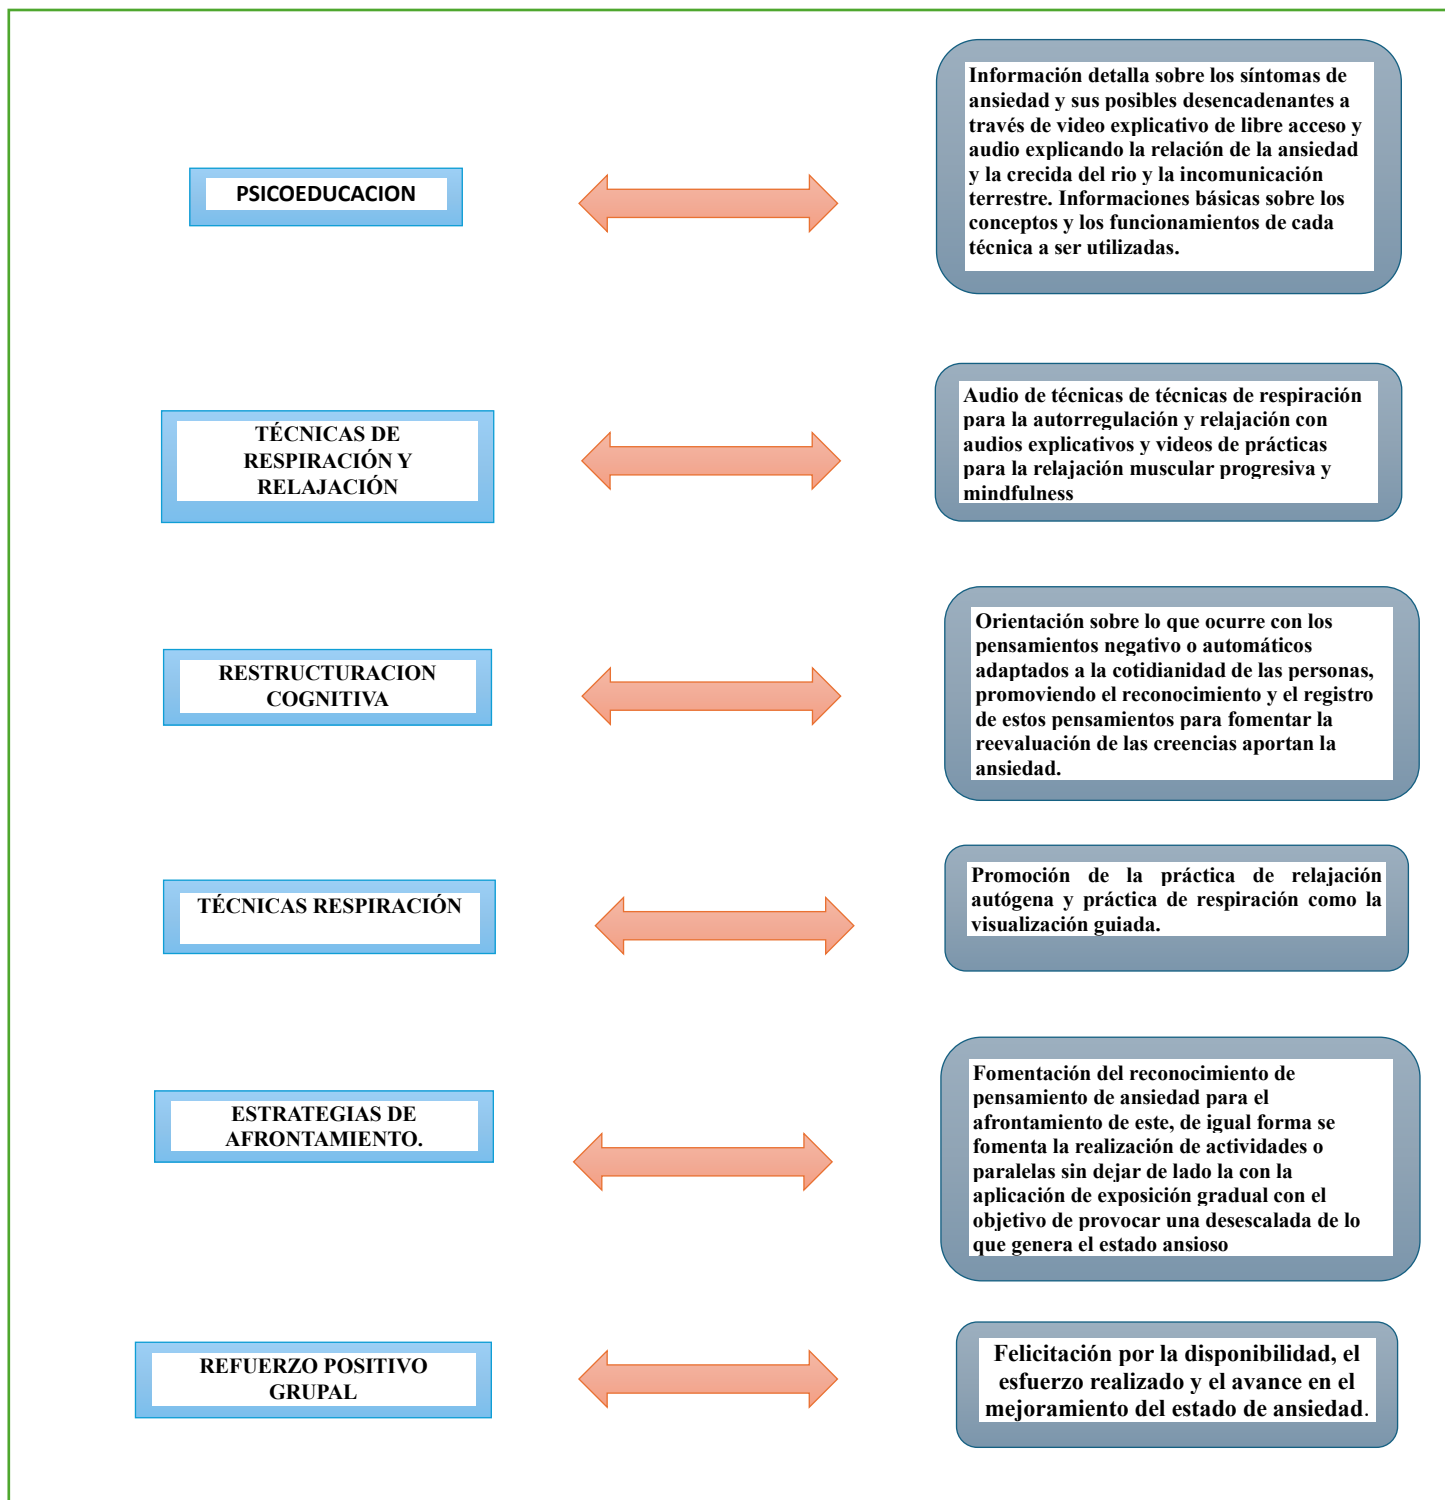 PSICOEDUCACION
Información detalla sobre los síntomas de
ansiedad y sus posibles desencadenantes a
través de video explicativo de libre acceso y
audio explicando la relación de la ansiedad
y la crecida del rio y la incomunicación
terrestre. Informaciones básicas sobre los
conceptos y los funcionamientos de cada
técnica a ser utilizadas.
TÉCNICAS DE
RESPIRACIÓN Y
RELAJACIÓN
Audio de técnicas de técnicas de respiración
para la autorregulación y relajación con
audios explicativos y videos de prácticas
para la relajación muscular progresiva y
mindfulness
RESTRUCTURACION
COGNITIVA
Orientación sobre lo que ocurre con los
pensamientos negativo o automáticos
adaptados a la cotidianidad de las personas,
promoviendo el reconocimiento y el registro
de estos pensamientos para fomentar la
reevaluación de las creencias aportan la
ansiedad.
TÉCNICAS RESPIRACIÓN
Promoción de la práctica de relajación
autógena y práctica de respiración como la
visualización guiada.
ESTRATEGIAS DE
AFRONTAMIENTO.
Fomentación del reconocimiento de
pensamiento de ansiedad para el
afrontamiento de este, de igual forma se
fomenta la realización de actividades o
paralelas sin dejar de lado la con la
aplicación de exposición gradual con el
objetivo de provocar una desescalada de lo
que genera el estado ansioso
REFUERZO POSITIVO
GRUPAL
Felicitación por la disponibilidad, el
esfuerzo realizado y el avance en el
mejoramiento del estado de ansiedad.